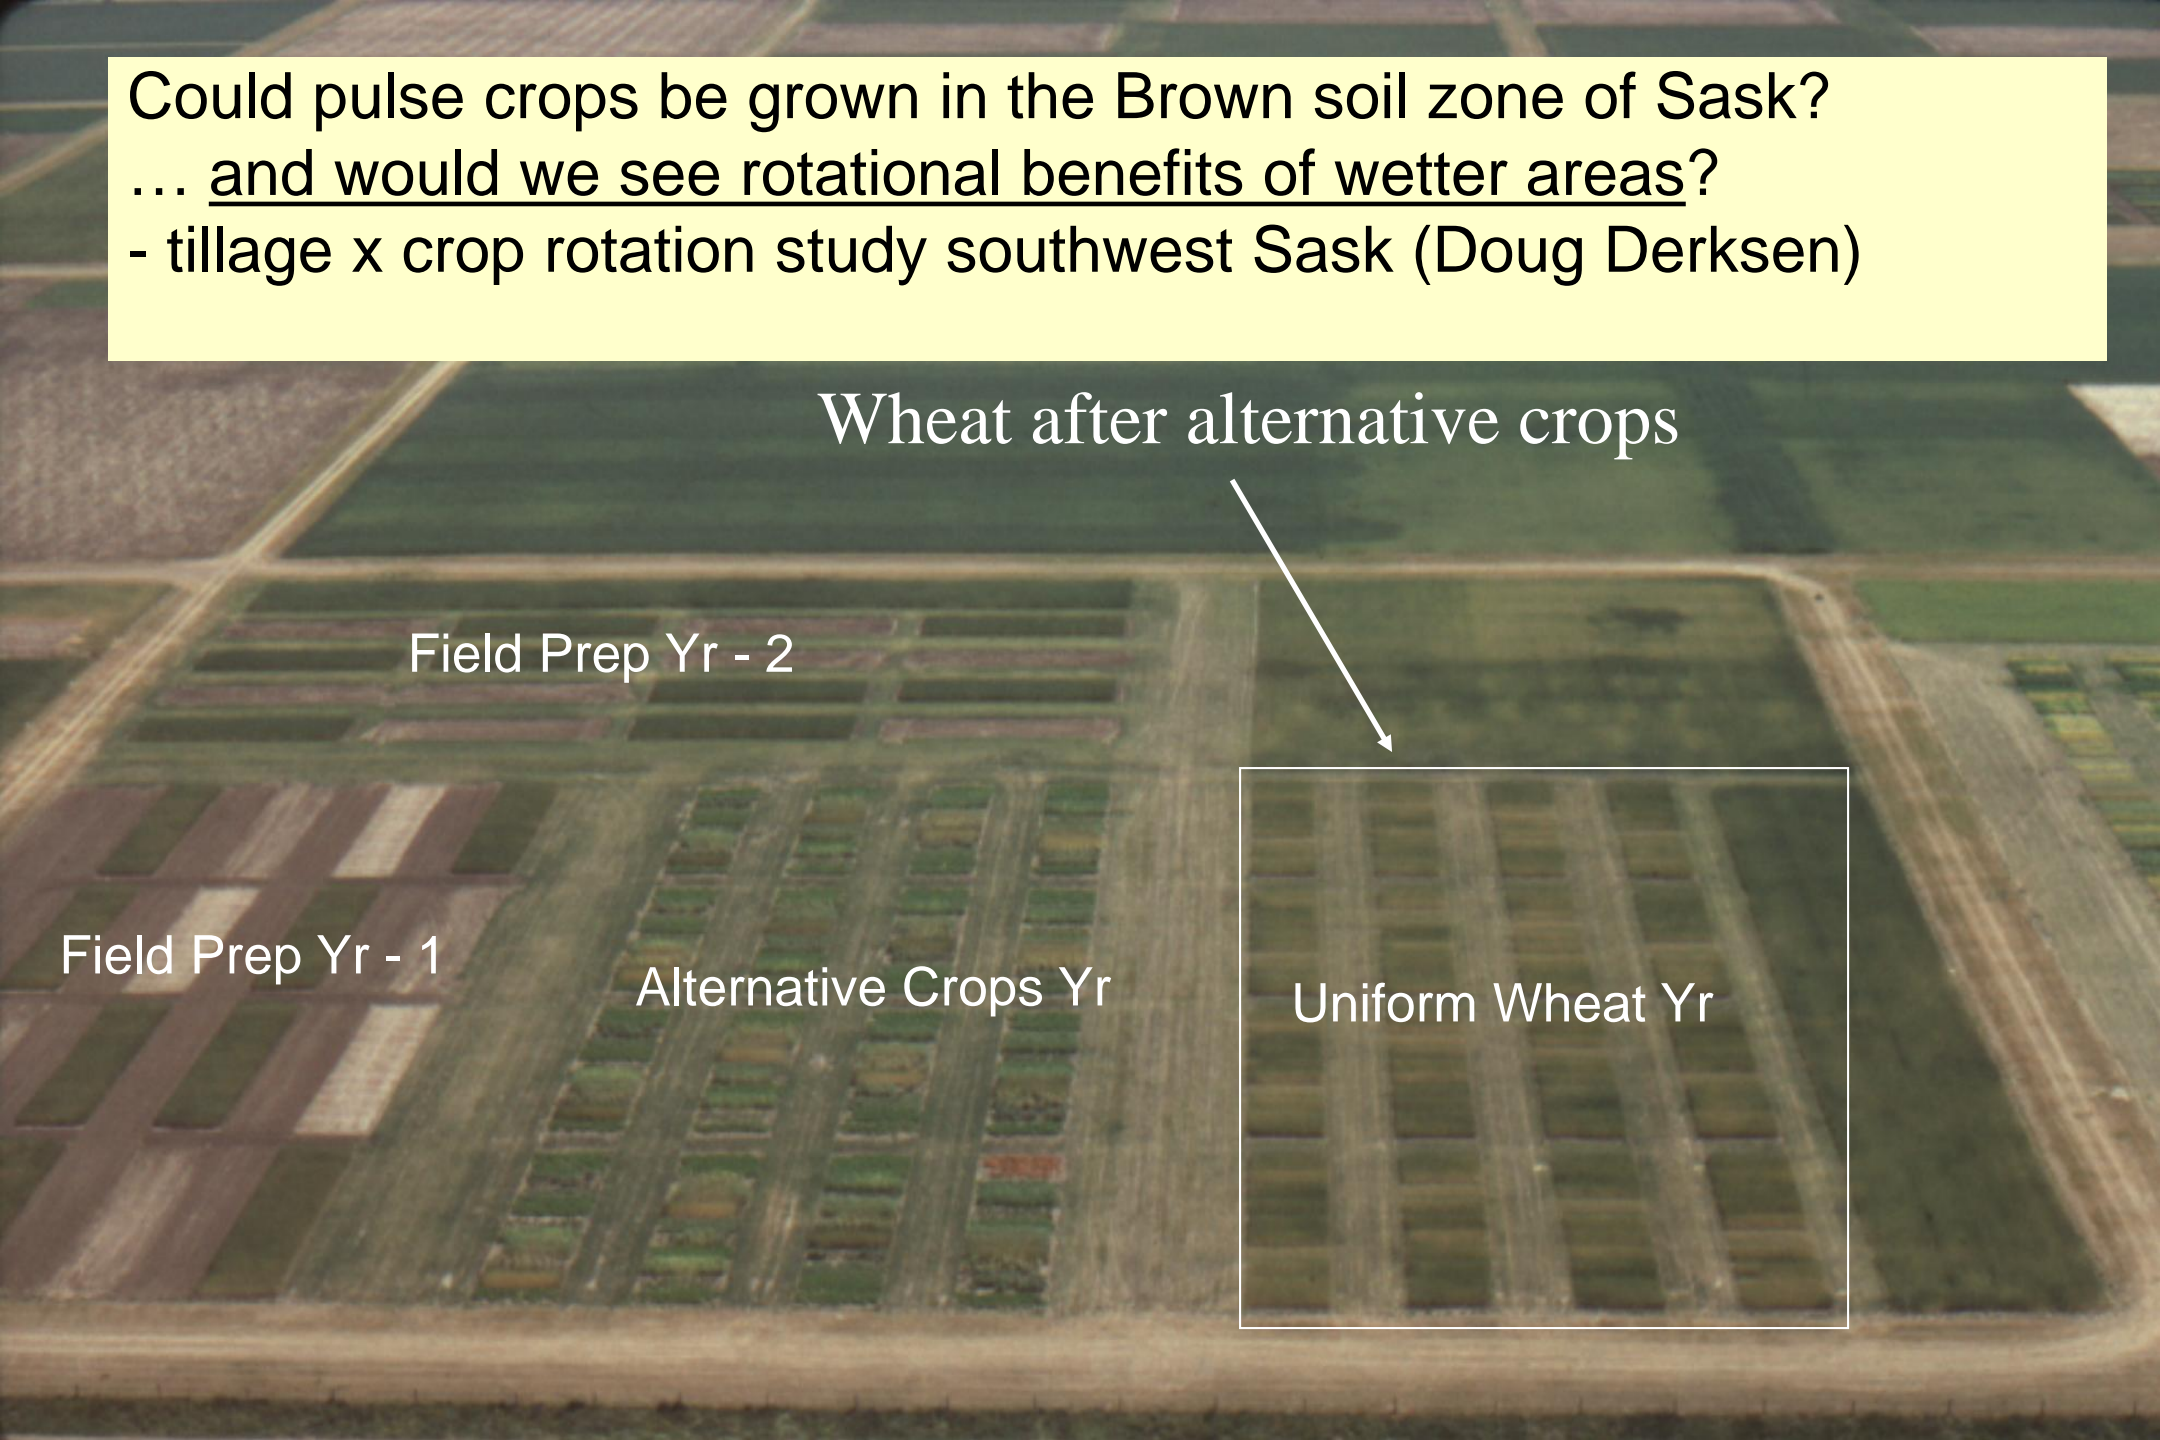 Could pulse crops be grown in the Brown soil zone of Sask?
… and would we see rotational benefits of wetter areas?
- tillage x crop rotation study southwest Sask (Doug Derksen)
Wheat after alternative crops
Field Prep Yr - 2
Field Prep Yr - 1
Alternative Crops Yr
Uniform Wheat Yr